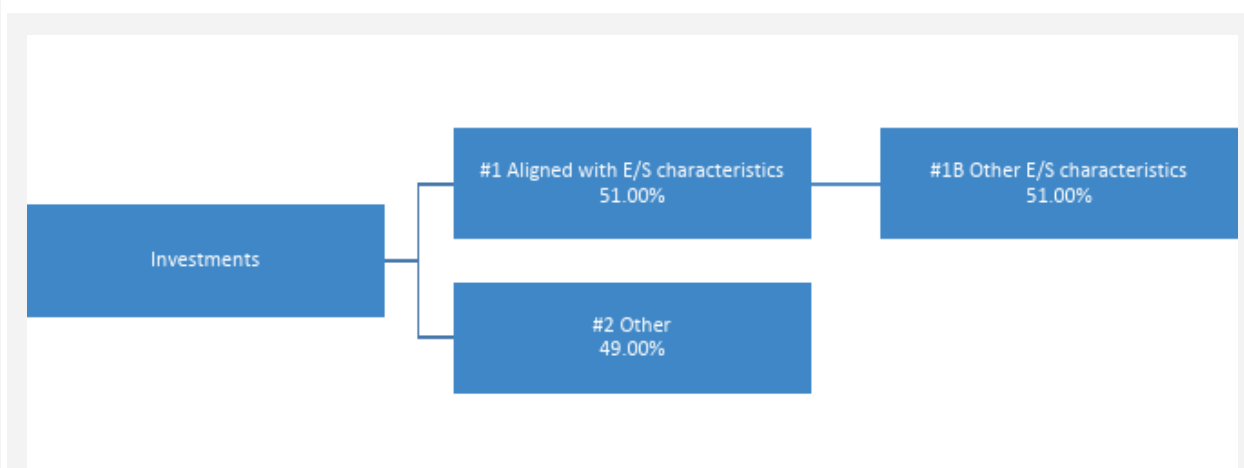 #1 Aligned with E/S characteristics
51.00%
#1B Other E/S characteristics
51.00%
Investments
#2 Other
49.00%